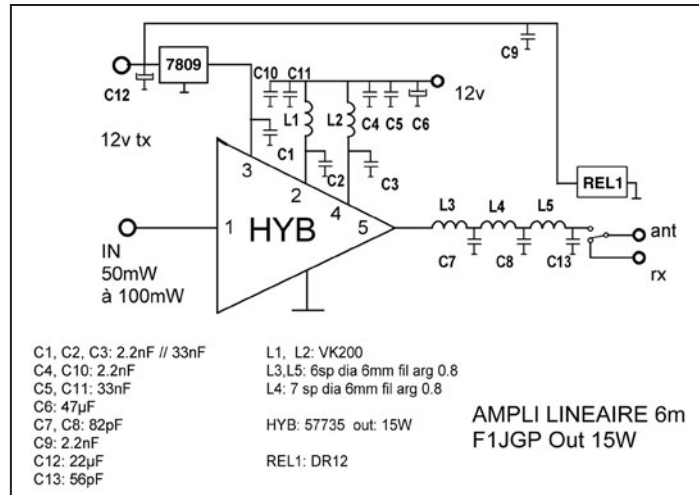 7809
C9
C10
C11
12v
C12
L1
L2
C4
C5
C6
12v tx
C1
C2
C3
REL1
3
2
4
L3
L4
L5
1
HYB
5
ant
IN
50mW
à 100mW
C7
C8
C13
rx
C1, C2, C3: 2.2nF // 33nF
C4, C10: 2.2nF
C5, C11: 33nF
C6: 47µF
C7, C8: 82pF
C9: 2.2nF
C12: 22µF
C13: 56pF
L1, L2: VK200
L3,L5: 6sp dia 6mm fil arg 0.8
L4: 7 sp dia 6mm fil arg 0.8
HYB: 57735 out: 15W
REL1: DR12
AMPLI LINEAIRE 6m
F1JGP Out 15W